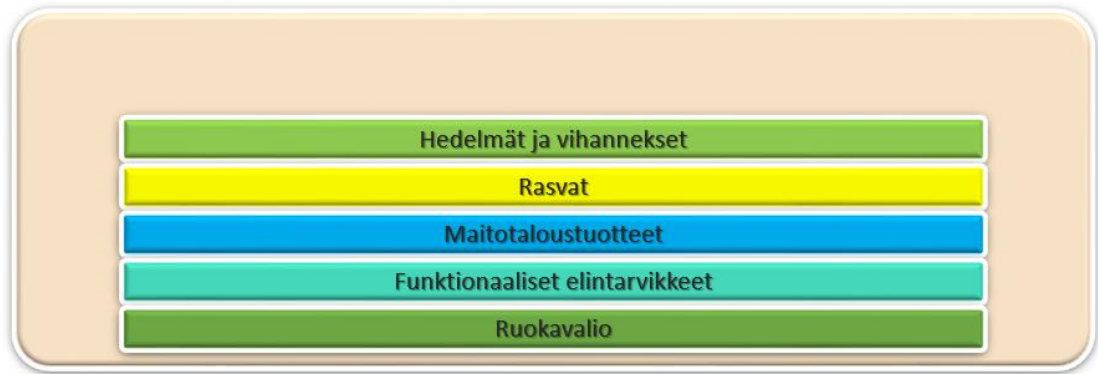 Hedelmät ja vihannekset
Rasvat
Maitotaloustuotteet
Funktionaaliset elintarvikkeet
Ruokavalio